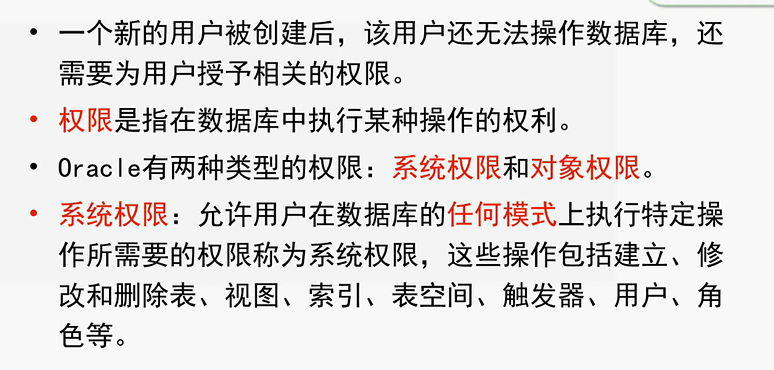 • 一个新的用户被创建后，该用户还无法操作数据库，还
需要为用户授予相关的权限。
• 权限是指在数据库中执行某种操作的权利。
• Oracle有两种类型的权限：系统权限和对象权限。
• 系统权限：允许用户在数据库的任何模式上执行特定操
作所需要的权限称为系统权限，这些操作包括建立、修
改和删除表、视图、索引、表空间、触发器、用户、角
色等。